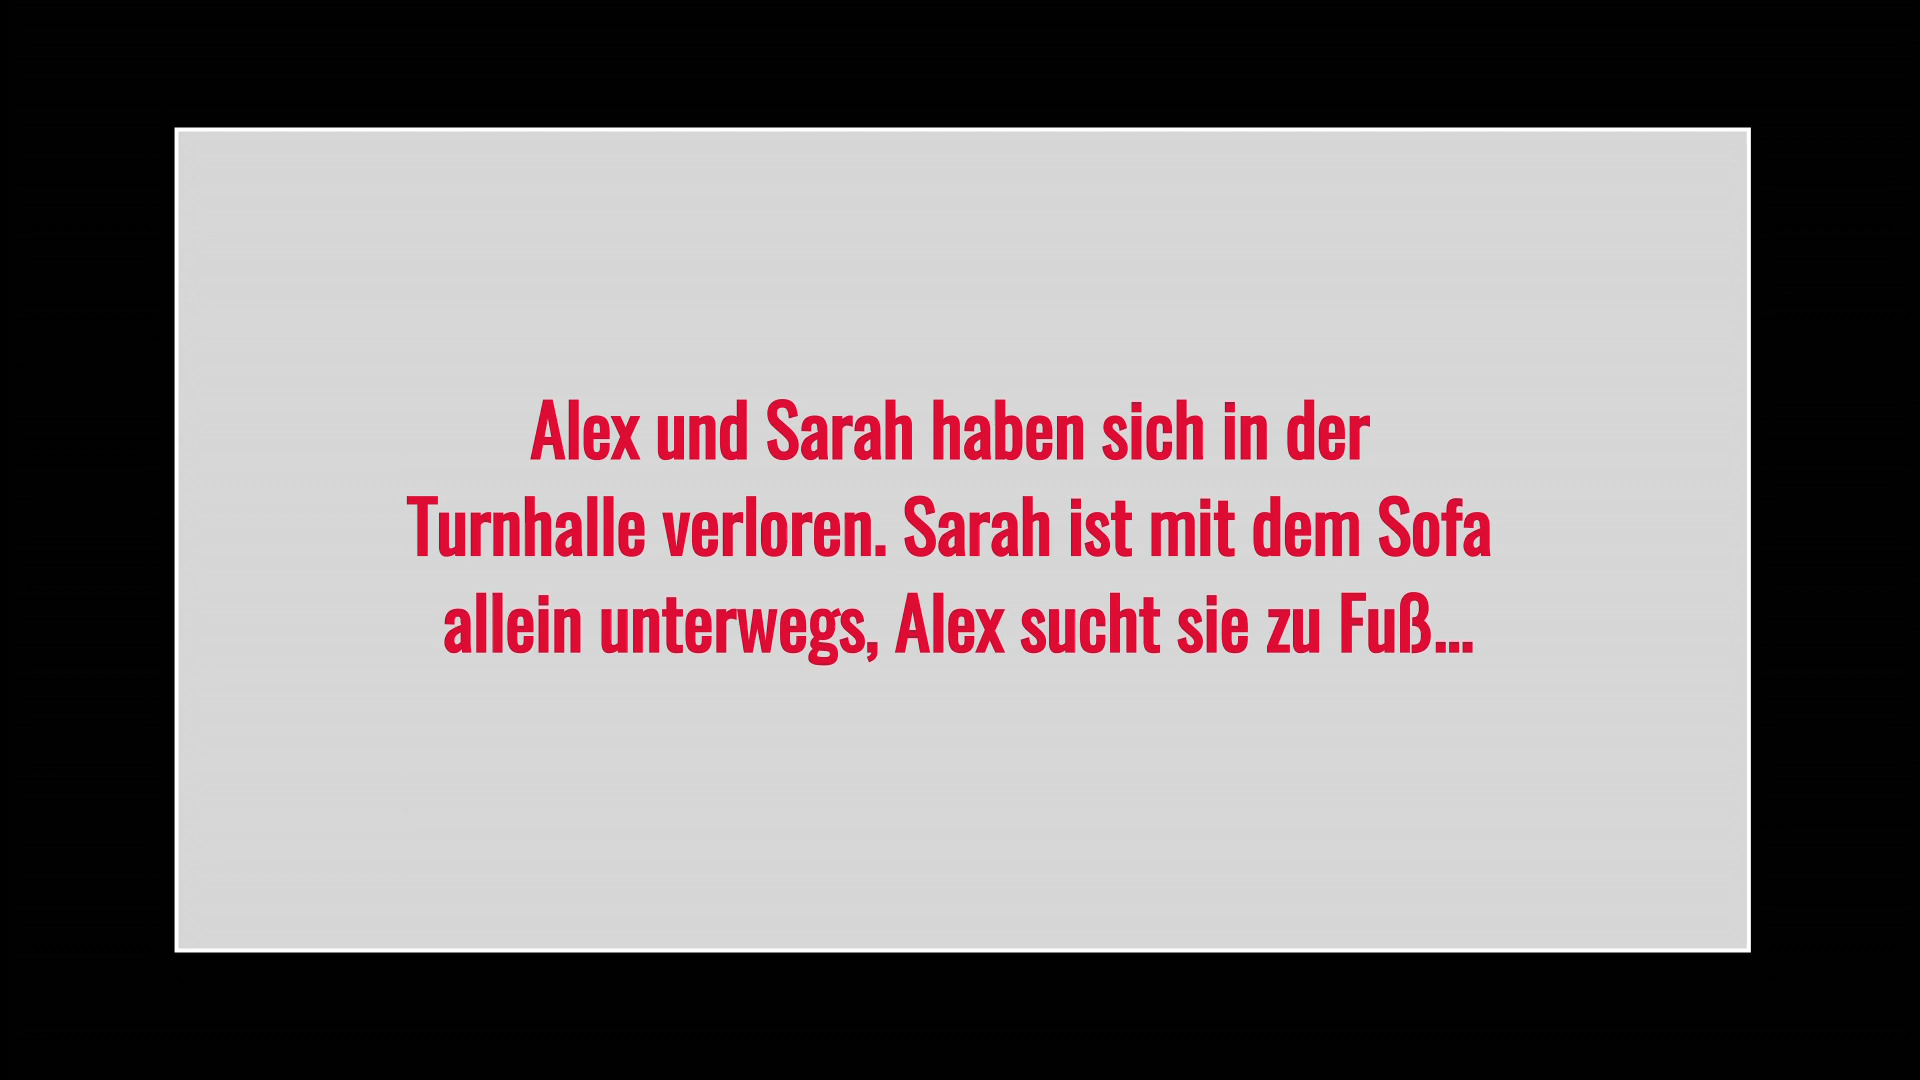 Alex und Sarah haben sich in der
Turnhalle verloren. Sarah ist mit dem Sofa
allein unterwegs, Alex sucht sie zu Fuß...